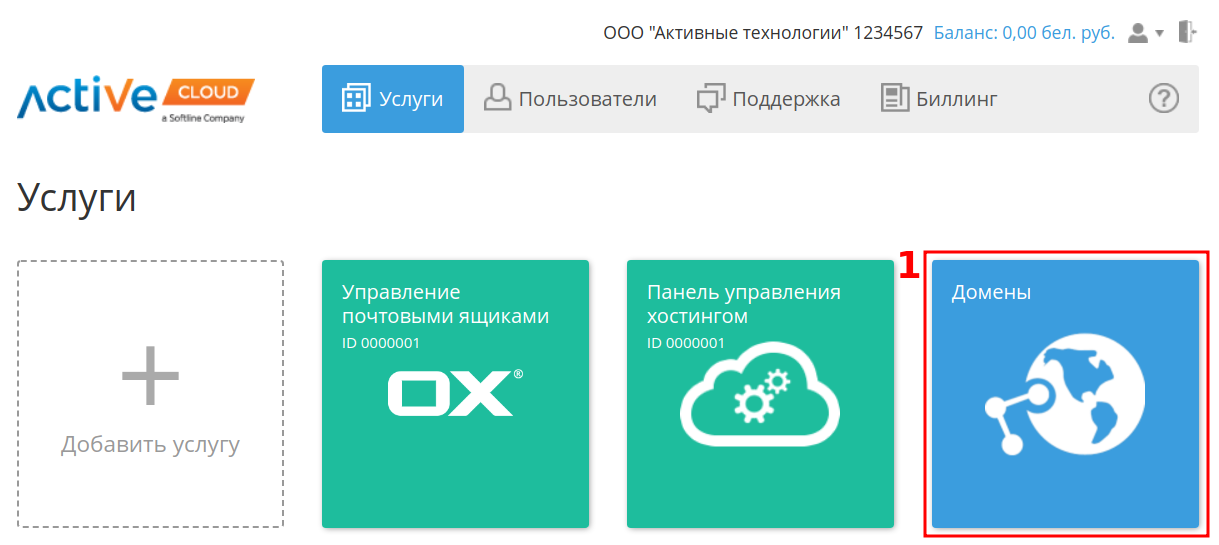 ООО "Активные технологии" 1234567 Баланс: 0,00 бел. руб.
ActiVe CLOUD
a Softline Company
Услуги Пользователи Поддержка Биллинг ?
Услуги
1
Управление
почтовыми ящиками
ID 0000001
OX®
Панель управления
хостингом
ID 0000001
Домены
Добавить услугу